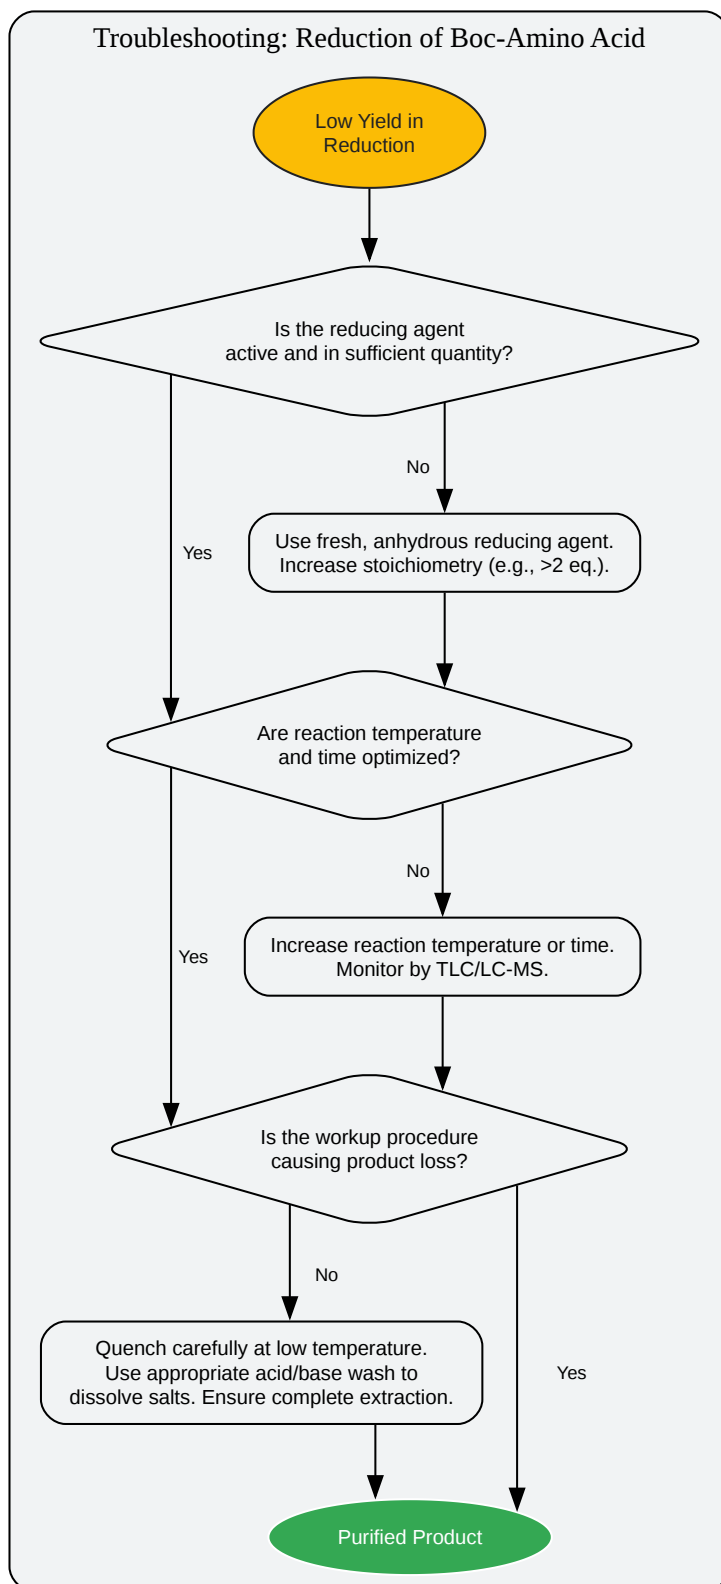 Troubleshooting: Reduction of Boc-Amino Acid
Low Yield in
Reduction
Is the reducing agent
active and in sufficient quantity?
No
Use fresh, anhydrous reducing agent.
Increase stoichiometry (e.g., >2 eq.).
Yes
Are reaction temperature
and time optimized?
No
Increase reaction temperature or time.
Monitor by TLC/LC-MS.
Yes
Is the workup procedure
causing product loss?
No
Quench carefully at low temperature.
Use appropriate acid/base wash to
dissolve salts. Ensure complete extraction.
Yes
Purified Product